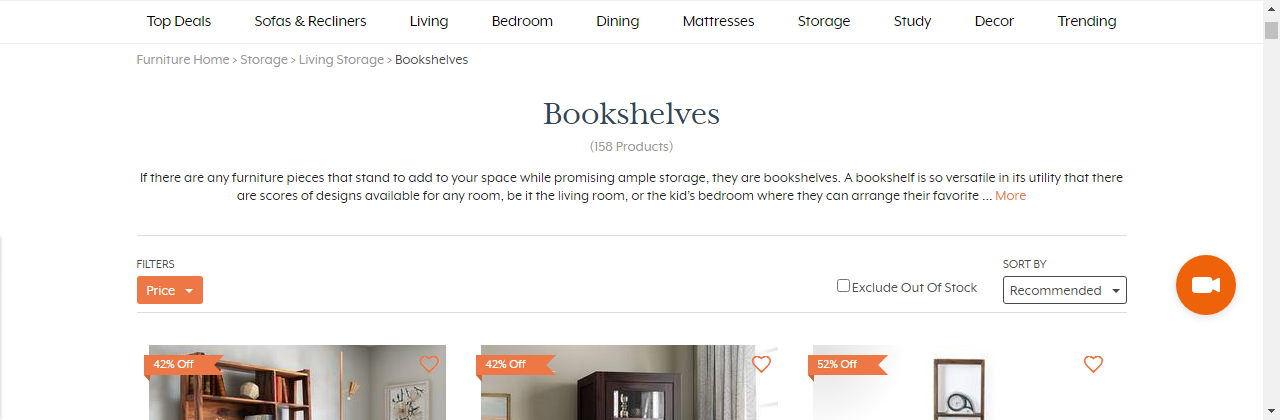 Top Deals Sofas & Recliners Living Bedroom Dining Mattresses Storage Study Decor Trending
Furniture Home > Storage > Living Storage > Bookshelves
Bookshelves
(158 Products)
If there are any furniture pieces that stand to add to your space while promising ample storage, they are bookshelves. A bookshelf is so versatile in its utility that there
are scores of designs available for any room, be it the living room, or the kid's bedroom where they can arrange their favorite ... More
FILTERS
Price
Exclude Out Of Stock
SORT BY
Recommended
42% Off
42% Off
52% Off